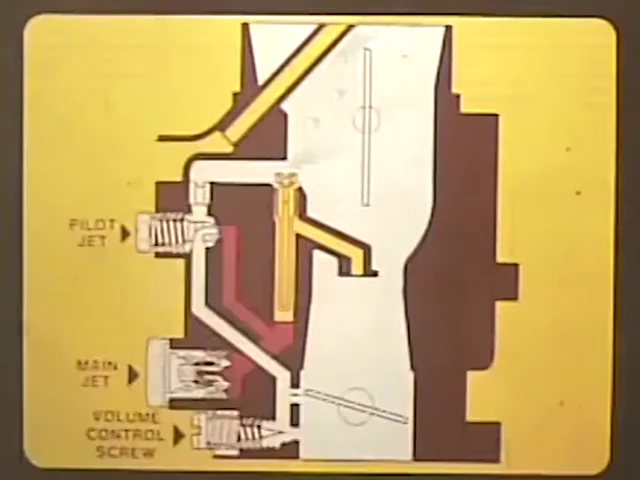 PILOT
JET
MAIN
JET
VOLUME
CONTROL
SCREW